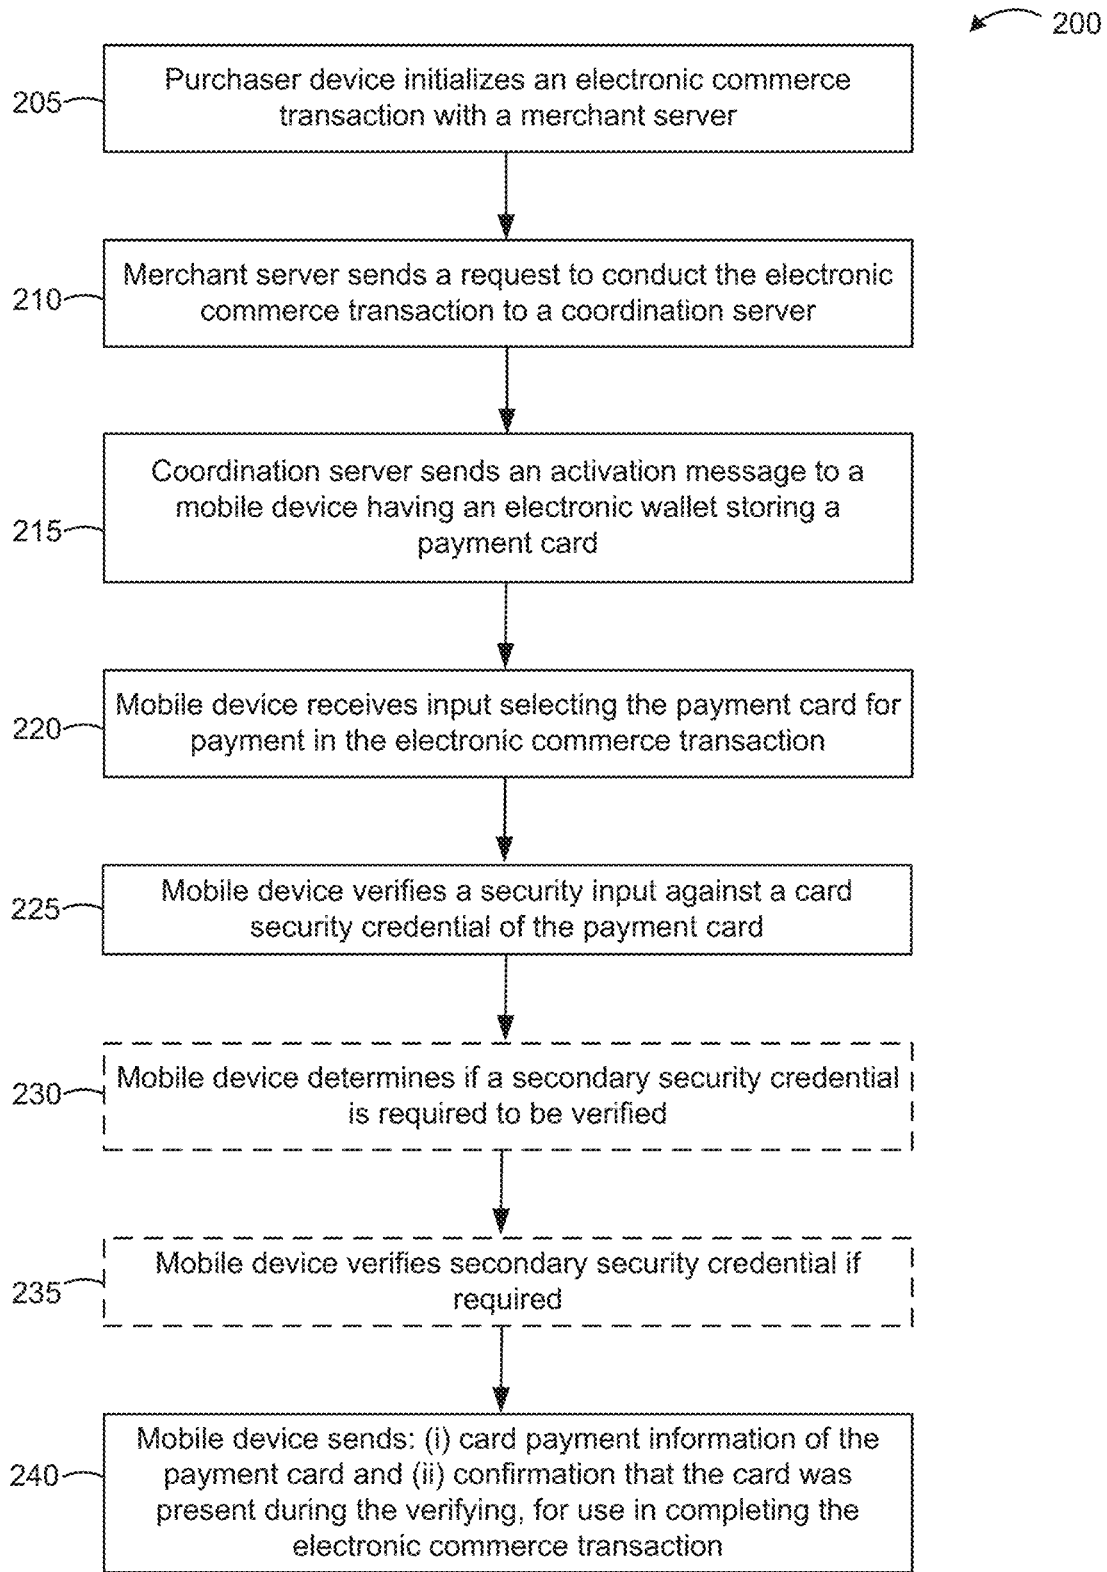 200
205
Purchaser device initializes an electronic commerce
transaction with a merchant server
210
Merchant server sends a request to conduct the electronic
commerce transaction to a coordination server
215
Coordination server sends an activation message to a
mobile device having an electronic wallet storing a
payment card
220
Mobile device receives input selecting the payment card for
payment in the electronic commerce transaction
225
Mobile device verifies a security input against a card
security credential of the payment card
230
Mobile device determines if a secondary security credential
is required to be verified
235
Mobile device verifies secondary security credential if
required
240
Mobile device sends: (i) card payment information of the
payment card and (ii) confirmation that the card was
present during the verifying, for use in completing the
electronic commerce transaction